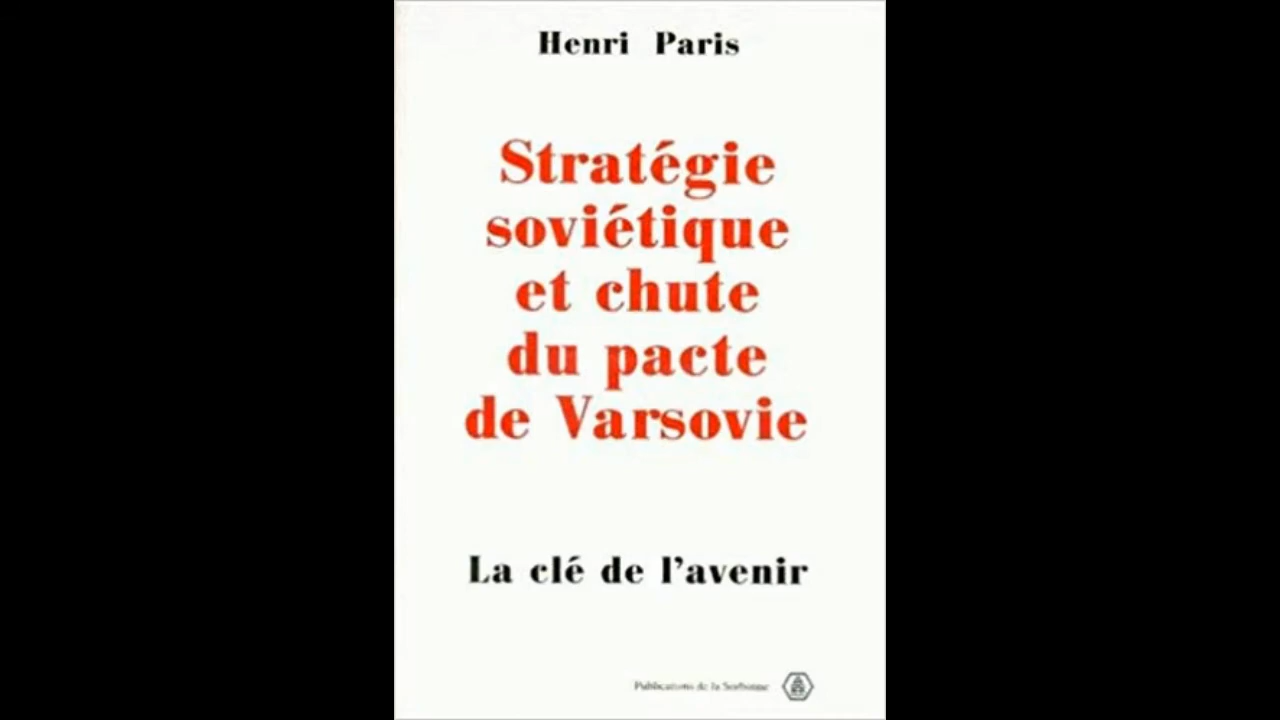 Henri Paris
Stratégie
soviétique
et chute
du pacte
de Varsovie
La clé de l'avenir
Publications de la Sorbonne